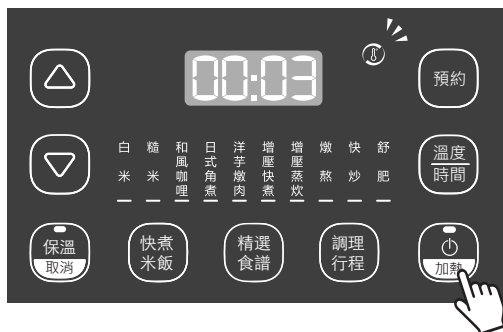 00:03
預約
白米
糙米
和風咖哩
日式角煮
洋芋燉肉
增壓快煮
增壓蒸炊
燉熬
快炒
舒肥
溫度
時間
保溫
取消
快煮
米飯
精選
食譜
調理
行程
加熱